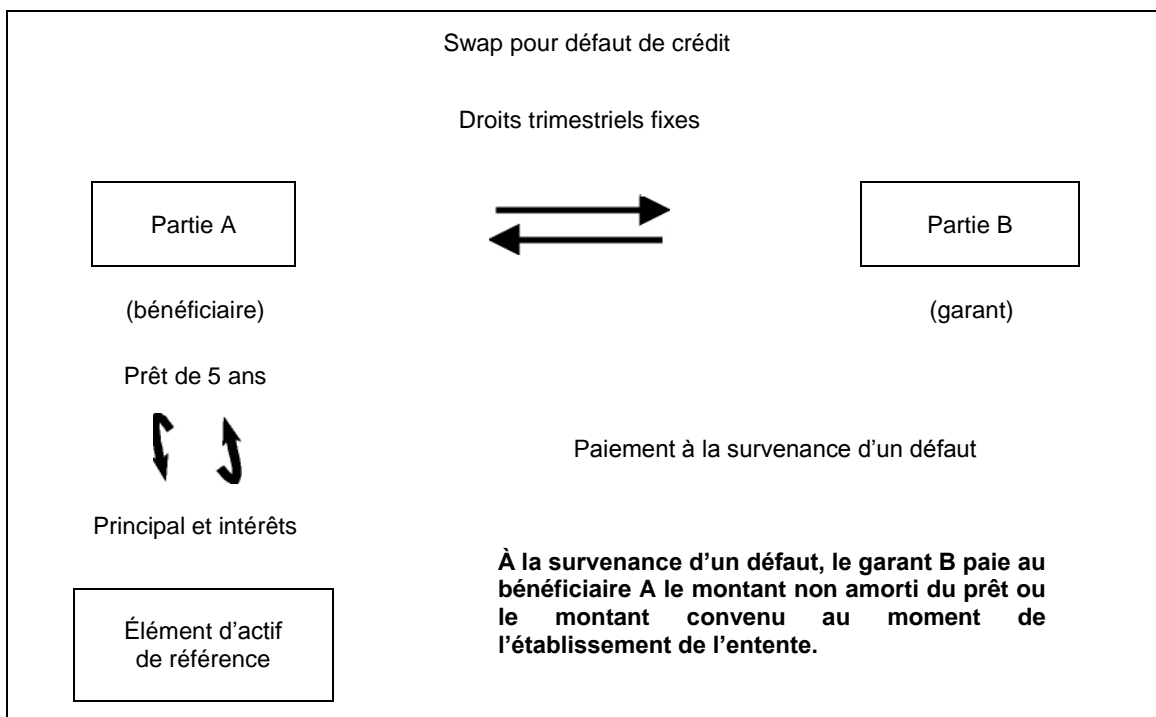 Swap pour défaut de crédit
Droits trimestriels fixes
Partie A
Partie B
(bénéficiaire)
(garant)
Prêt de 5 ans
Paiement à la survenance d’un défaut
Principal et intérêts
À la survenance d’un défaut, le garant B paie au
bénéficiaire A le montant non amorti du prêt ou
le montant convenu au moment de
l’établissement de l’entente.
Élément d’actif
de référence